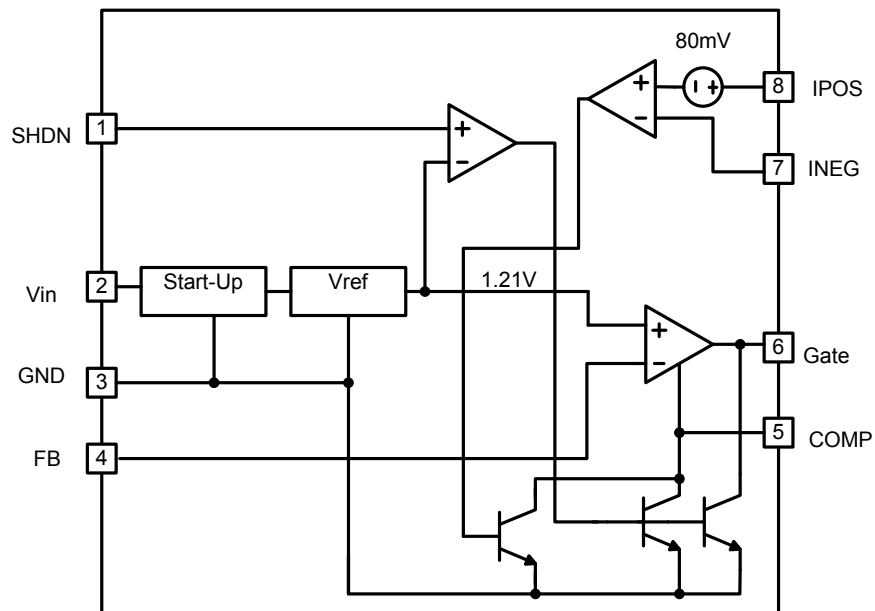 80mV
SHDN 1
+
−
+
−
8 IPOS
7 INEG
Vin 2
Start-Up
Vref
1.21V
+
−
6 Gate
GND 3
5 COMP
FB 4